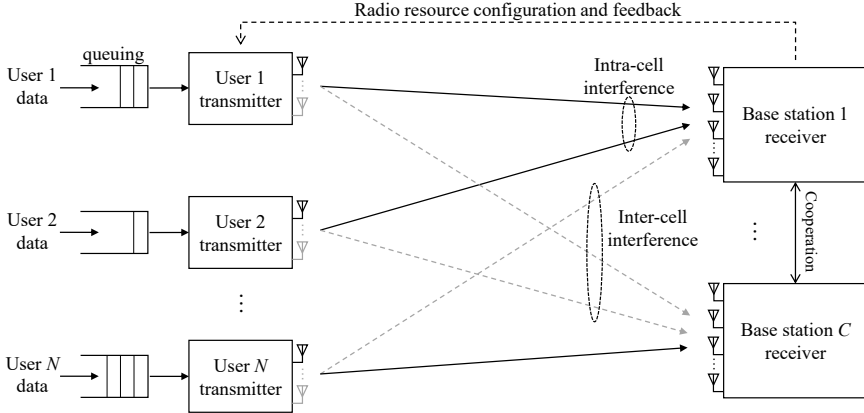 Radio resource configuration and feedback
queuing
User 1
data
User 1
transmitter
Intra-cell
interference
Base station 1
receiver
User 2
data
User 2
transmitter
Inter-cell
interference
...
Cooperation
...
User N
data
User N
transmitter
Base station C
receiver